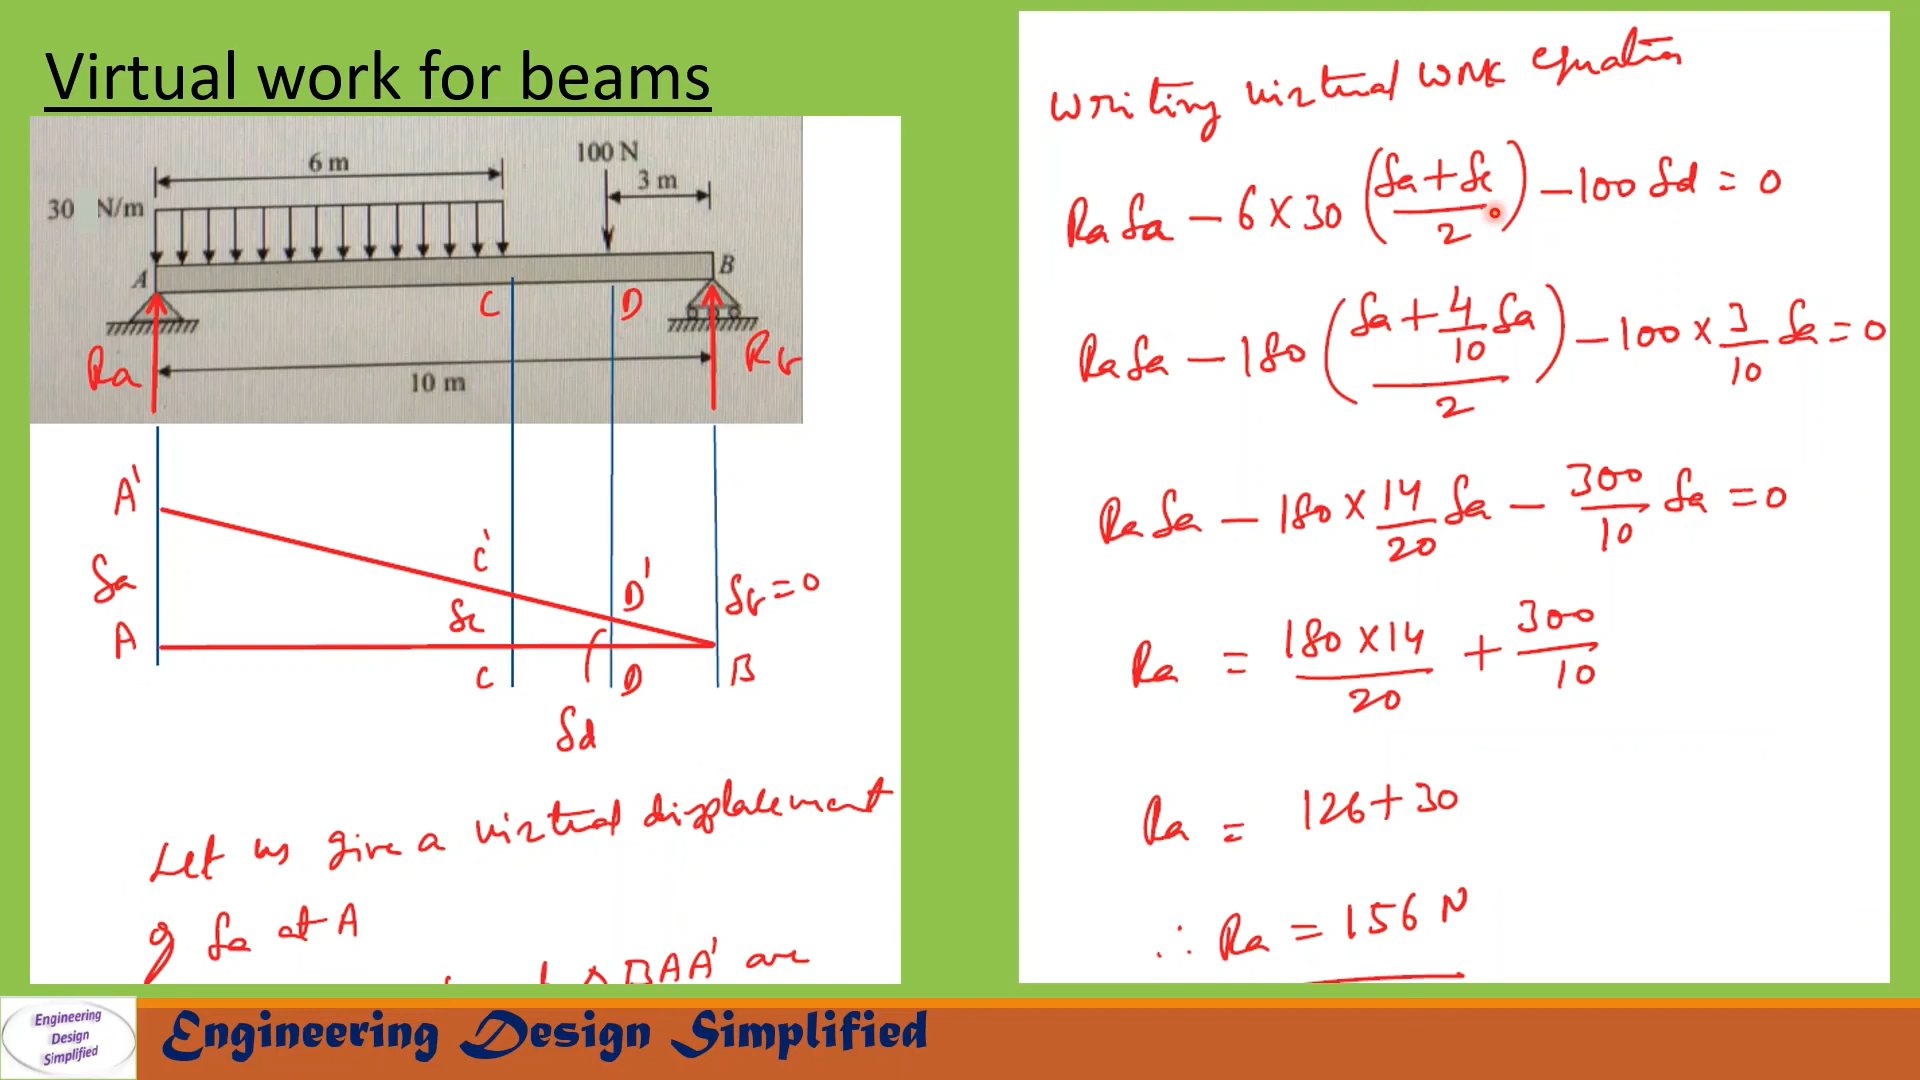 Virtual work for beams
6 m
100 N
3 m
30 N/m
A
B
C
D
Ra
Rb
10 m
A'
C'
D'
δa
δc
δb = 0
A
C
D
B
δd
Let us give a virtual displacement
of δa at A
Δ BAA' are
Writing virtual work equation
Ra δa - 6 × 30 ( (δa + δc) / 2 ) - 100 δd = 0
Ra δa - 180 ( (δa + 4/10 δa) / 2 ) - 100 × 3/10 δa = 0
Ra δa - 180 × 14/20 δa - 300/10 δa = 0
Ra = 180 × 14 / 20 + 300 / 10
Ra = 126 + 30
∴ Ra = 156 N
Engineering
Design
Simplified
Engineering Design Simplified